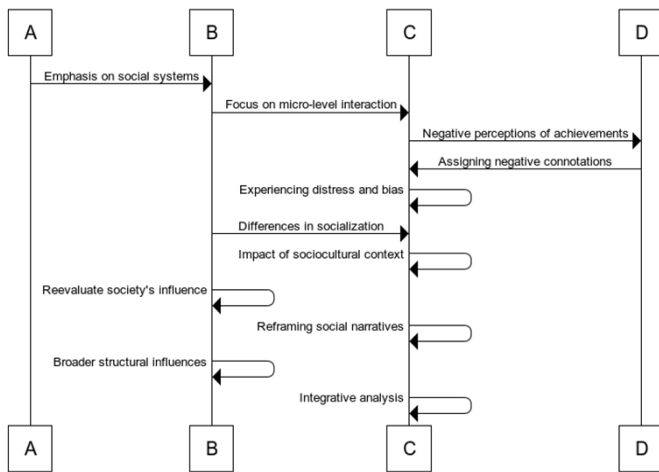 A B C D
Emphasis on social systems
Focus on micro-level interaction
Negative perceptions of achievements
Assigning negative connotations
Experiencing distress and bias
Differences in socialization
Impact of sociocultural context
Reevaluate society's influence
Reframing social narratives
Broader structural influences
Integrative analysis
A B C D